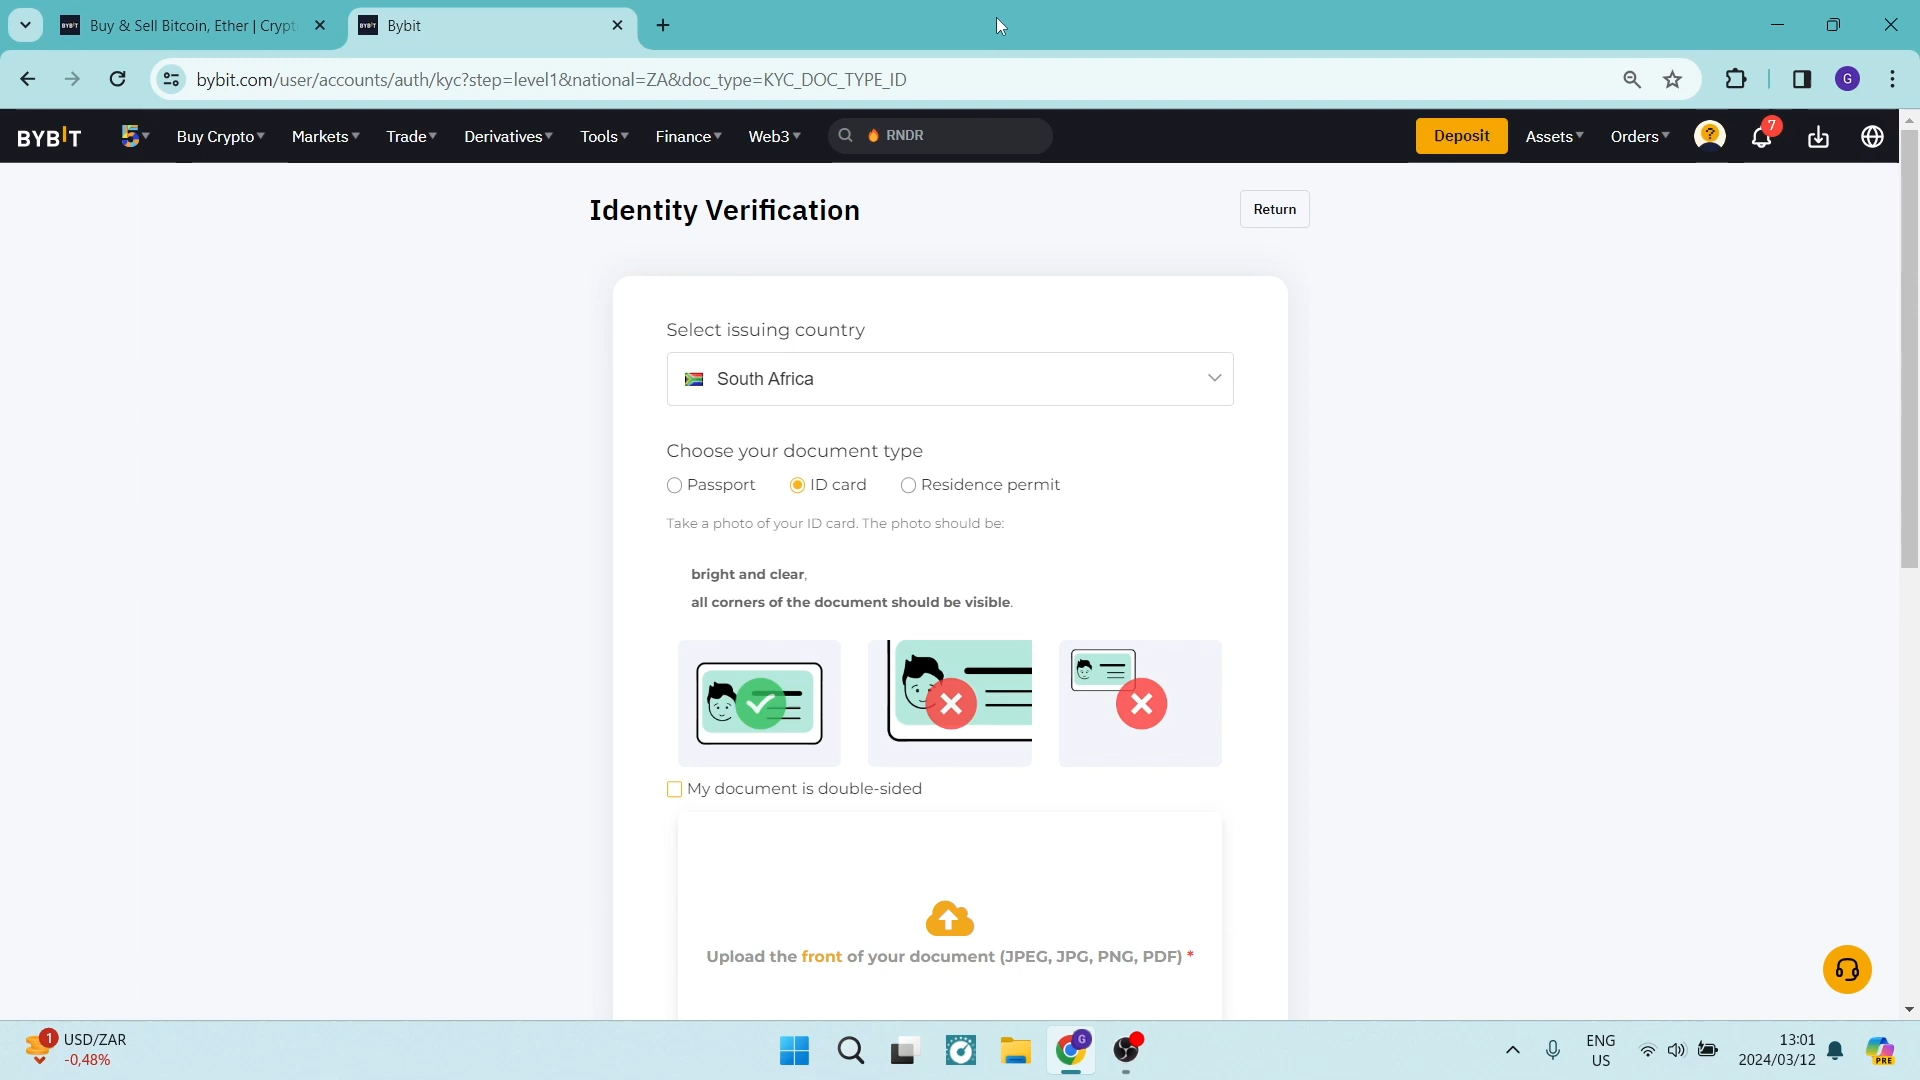 Buy & Sell Bitcoin, Ether | Crypt
Bybit
bybit.com/user/accounts/auth/kyc?step=level1&national=ZA&doc_type=KYC_DOC_TYPE_ID
G
BYBIT
5
Buy Crypto
Markets
Trade
Derivatives
Tools
Finance
Web3
RNDR
Deposit
Assets
Orders
7
Identity Verification
Return
Select issuing country
South Africa
Choose your document type
Passport
ID card
Residence permit
Take a photo of your ID card. The photo should be:
bright and clear,
all corners of the document should be visible.
My document is double-sided
Upload the front of your document (JPEG, JPG, PNG, PDF) *
1
USD/ZAR
-0,48%
G
ENG
US
13:01
2024/03/12
PRE